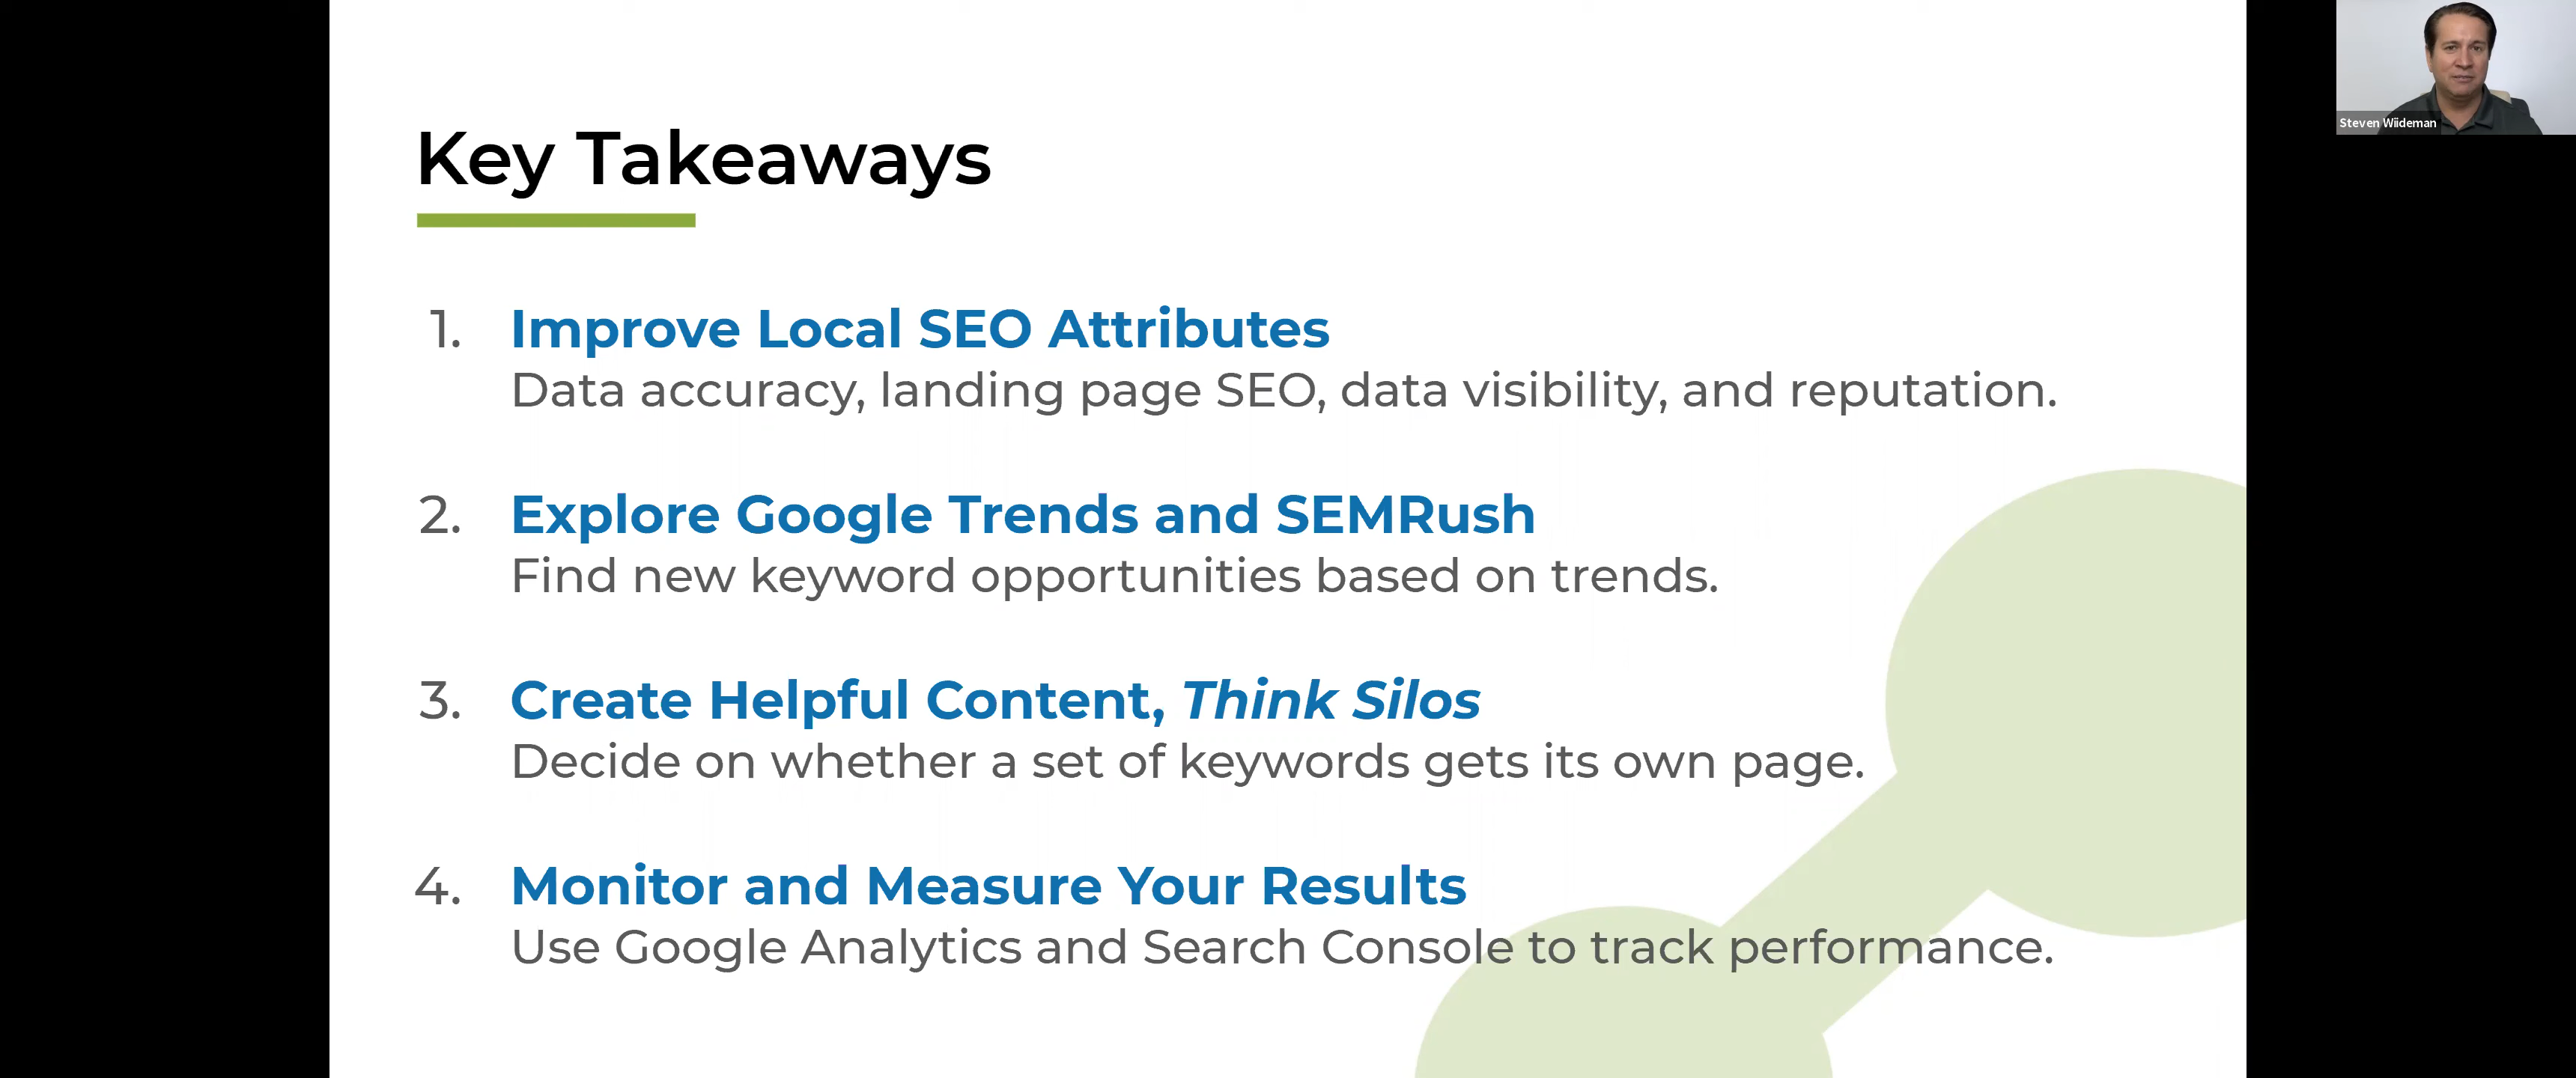 Key Takeaways
1. Improve Local SEO Attributes
Data accuracy, landing page SEO, data visibility, and reputation.
2. Explore Google Trends and SEMRush
Find new keyword opportunities based on trends.
3. Create Helpful Content, Think Silos
Decide on whether a set of keywords gets its own page.
4. Monitor and Measure Your Results
Use Google Analytics and Search Console to track performance.
Steven Wiideman